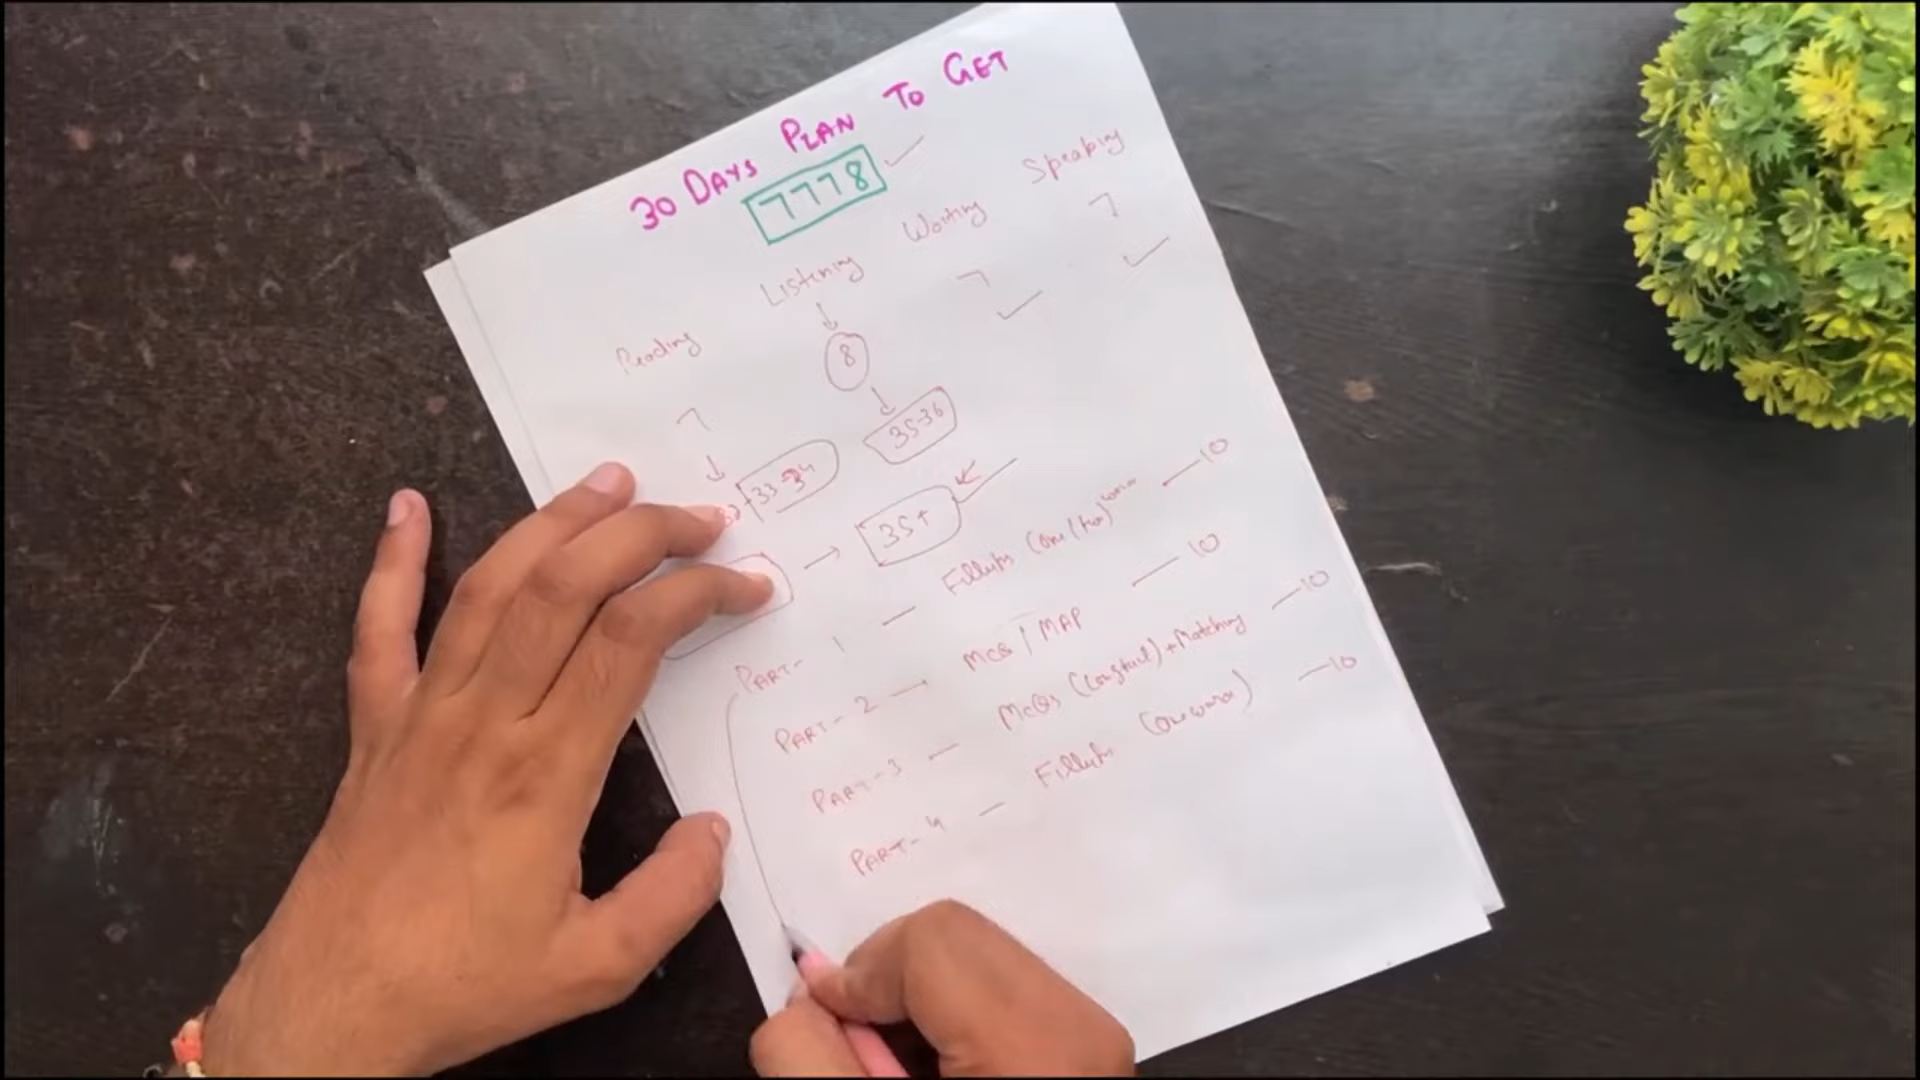 30 DAYS PLAN TO GET
7778
Reading Listening Writing Speaking
7 8 7 7
33-34 35-36
35+
PART- 1 — Fillups (one/two) word — 10
PART- 2 — MCQ / MAP — 10
PART-3 — MCQs (Longtail) + Matching — 10
PART-4 — Fillups (one word) — 10